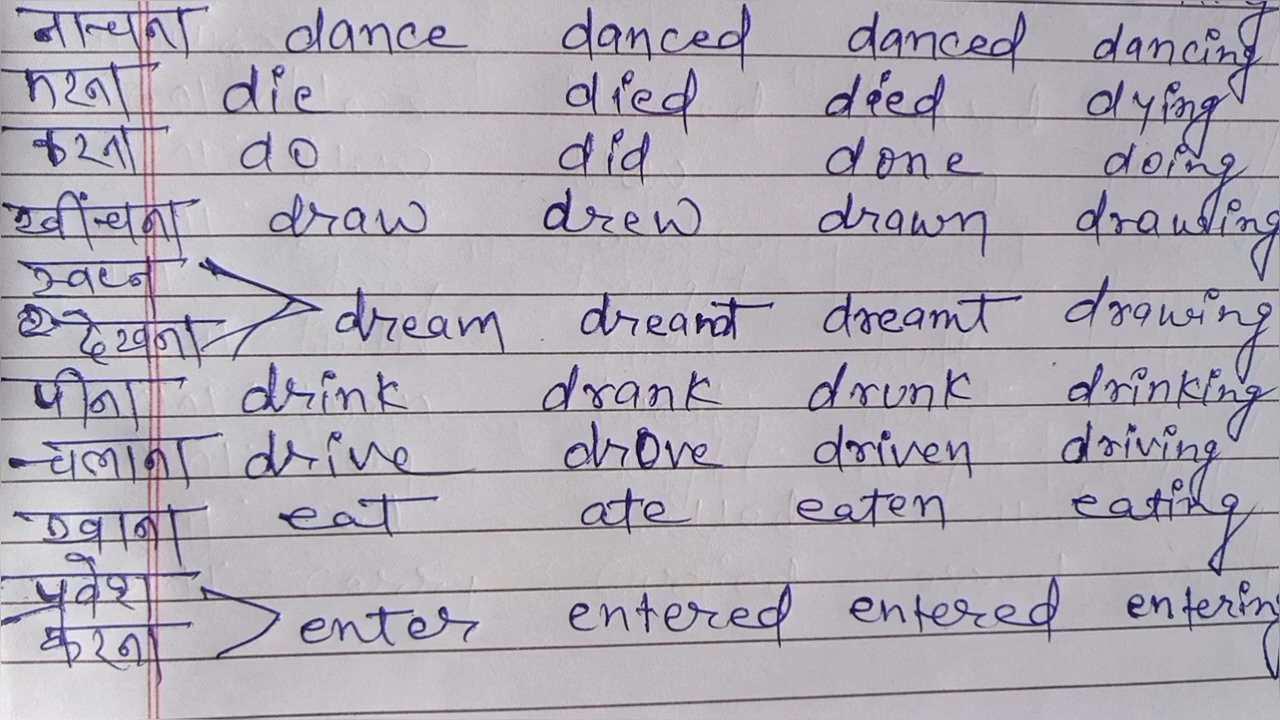 नाचना dance danced danced dancing
मरना die died died dying
करना do did done doing
खींचना draw drew drawn drawing
स्वप्न
देखना dream dreamt dreamt drawing
पीना drink drank drunk drinking
चलाना drive drove driven driving
खाना eat ate eaten eating
प्रवेश
करना enter entered entered entering